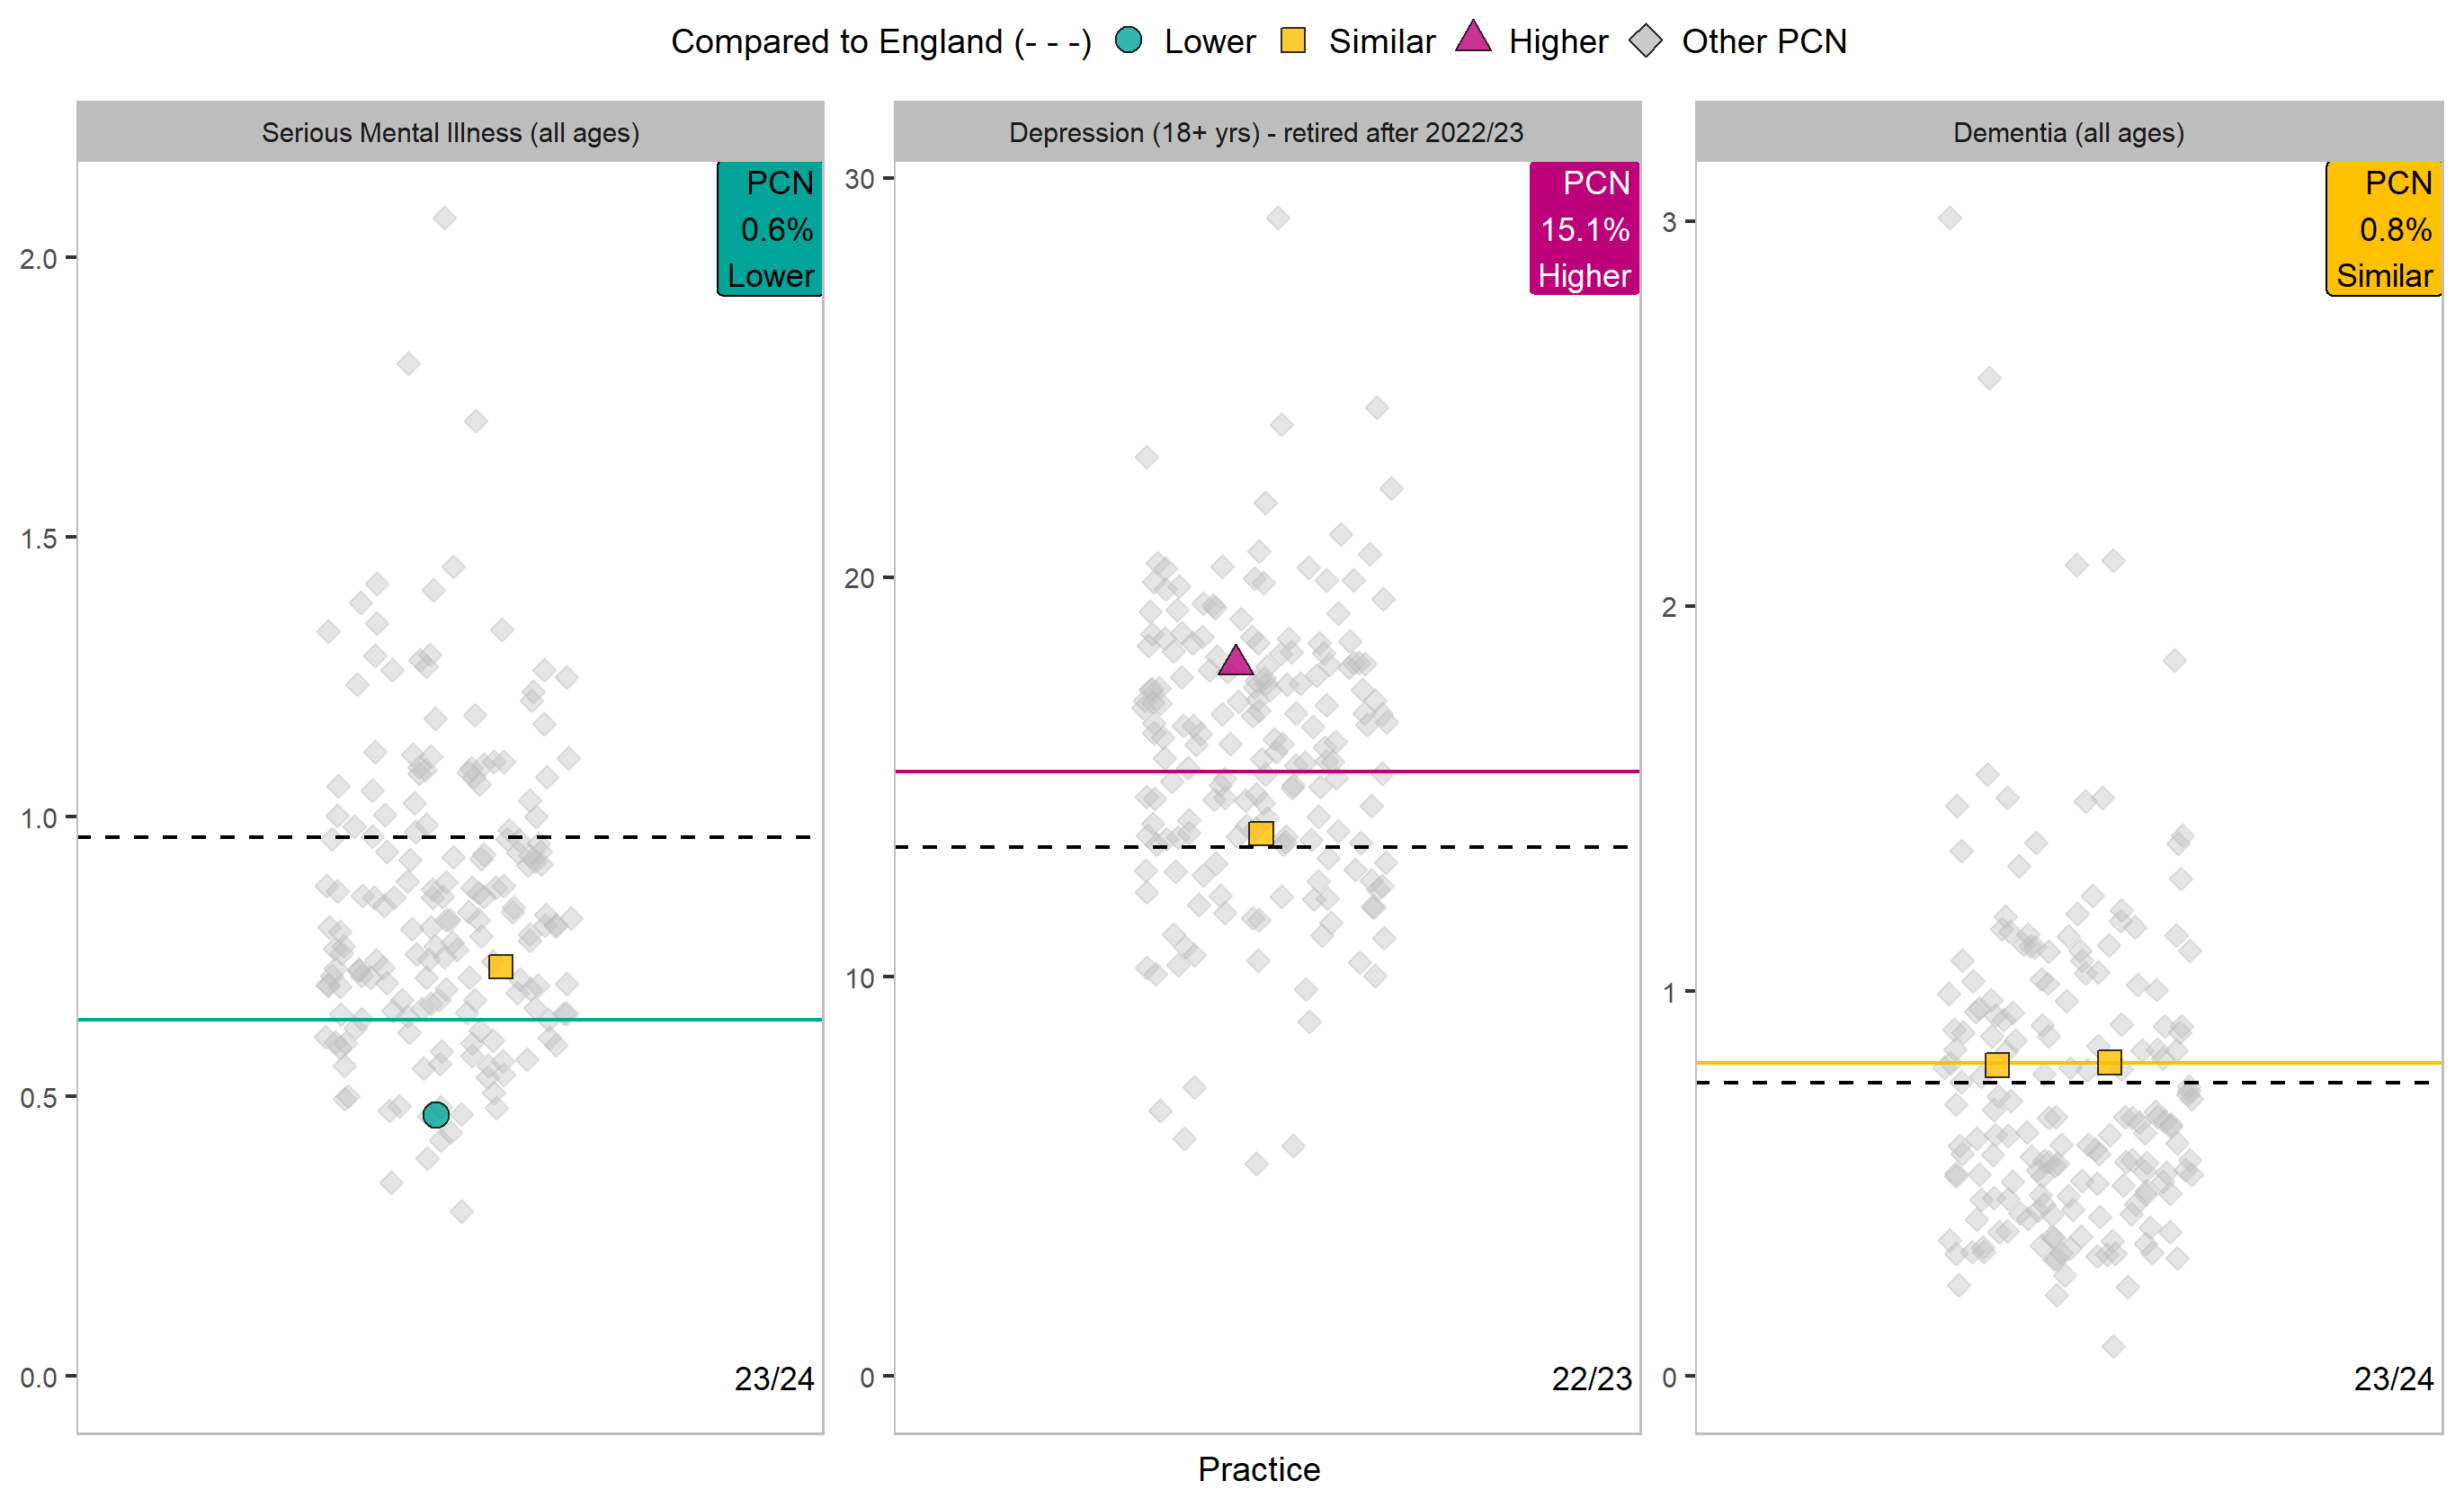 Compared to England (- - -) Lower Similar Higher Other PCN
Serious Mental Illness (all ages)
PCN
0.6%
Lower
2.0
1.5
1.0
0.5
0.0
23/24
Depression (18+ yrs) - retired after 2022/23
PCN
15.1%
Higher
30
20
10
0
22/23
Dementia (all ages)
PCN
0.8%
Similar
3
2
1
0
23/24
Practice